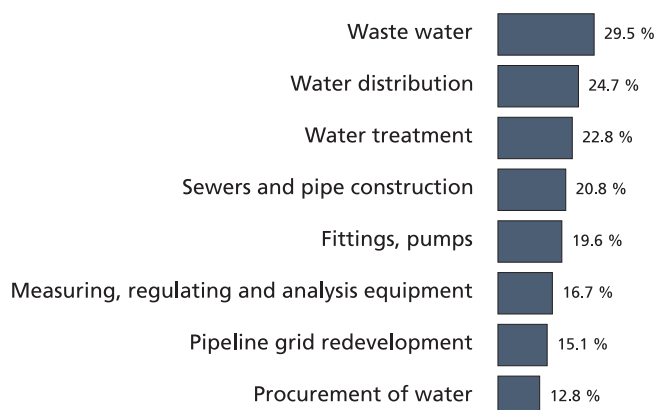 Waste water 29.5 %
Water distribution 24.7 %
Water treatment 22.8 %
Sewers and pipe construction 20.8 %
Fittings, pumps 19.6 %
Measuring, regulating and analysis equipment 16.7 %
Pipeline grid redevelopment 15.1 %
Procurement of water 12.8 %